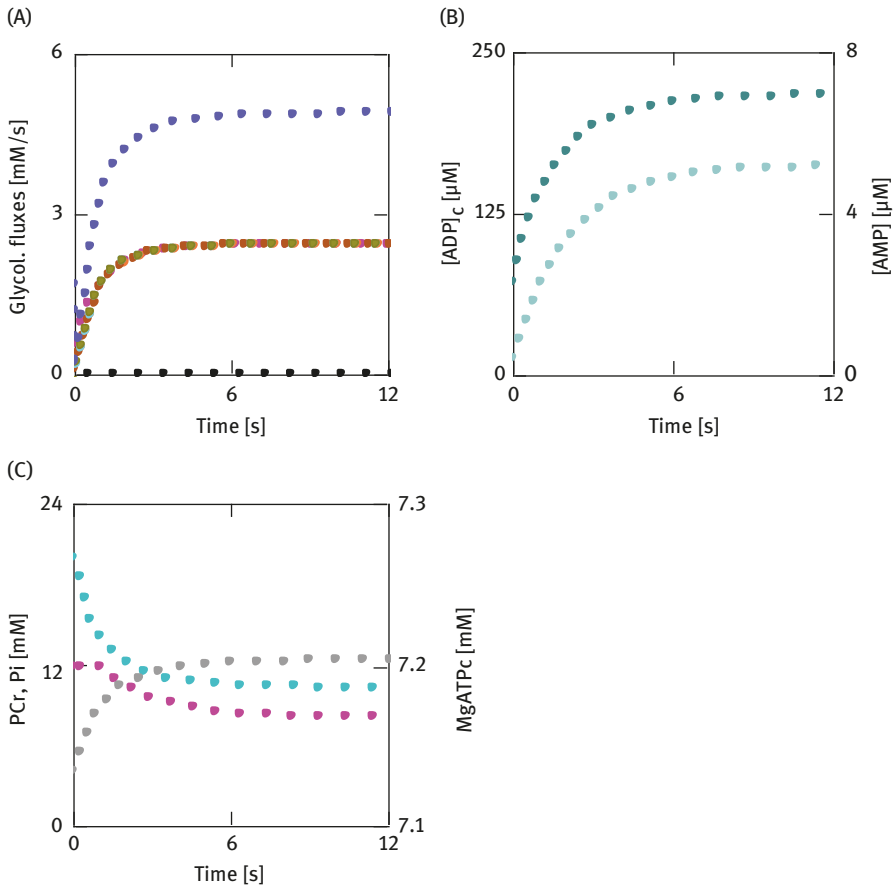 (A)
6
3
0
Glycol. fluxes [mM/s]
0
6
12
Time [s]
(B)
250
125
0
[ADP]c [µM]
8
4
0
[AMP] [µM]
0
6
12
Time [s]
(C)
24
12
0
PCr, Pi [mM]
7.3
7.2
7.1
MgATPc [mM]
0
6
12
Time [s]